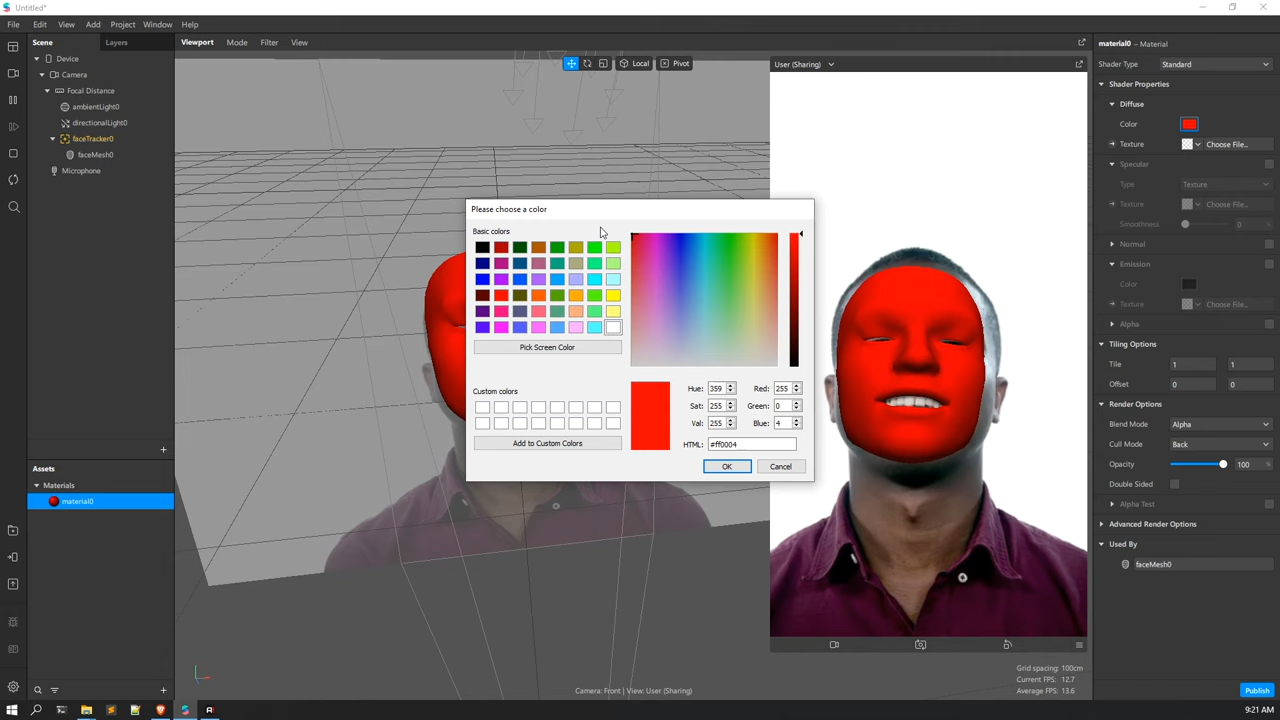 Untitled*
File Edit View Add Project Window Help
Scene Layers
Viewport Mode Filter View
material0 - Material
Device
Camera
Focal Distance
ambientLight0
directionalLight0
faceTracker0
faceMesh0
Microphone
Local Pivot
User (Sharing)
Shader Type Standard
Shader Properties
Diffuse
Color
Texture Choose File...
Specular
Type Texture
Texture Choose File...
Smoothness 0 %
Normal
Emission
Color
Texture Choose File...
Alpha
Tiling Options
Tile 1 1
Offset 0 0
Render Options
Blend Mode Alpha
Cull Mode Back
Opacity 100 %
Double Sided
Alpha Test
Advanced Render Options
Used By
faceMesh0
Please choose a color
Basic colors
Pick Screen Color
Custom colors
Add to Custom Colors
Hue: 359 Red: 255
Sat: 255 Green: 0
Val: 255 Blue: 4
HTML: #ff0004
OK Cancel
Assets
Materials
material0
Grid spacing: 100cm
Current FPS: 12.7
Average FPS: 13.6
Camera: Front | View: User (Sharing)
Publish
9:21 AM